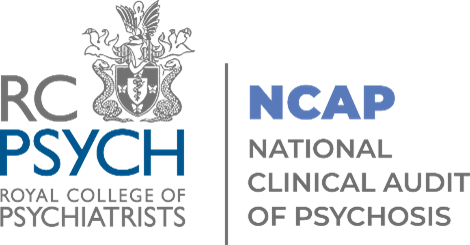 RC
PSYCH
ROYAL COLLEGE OF
PSYCHIATRISTS
NCAP
NATIONAL
CLINICAL AUDIT
OF PSYCHOSIS